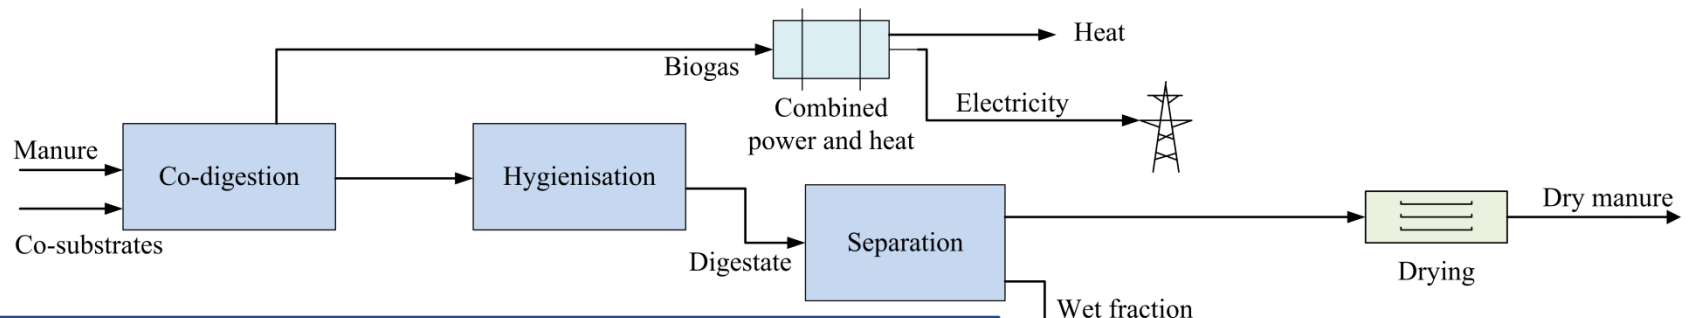 Heat
Biogas
Combined
power and heat
Electricity
Manure
Co-digestion
Hygienisation
Co-substrates
Digestate
Separation
Dry manure
Drying
Wet fraction